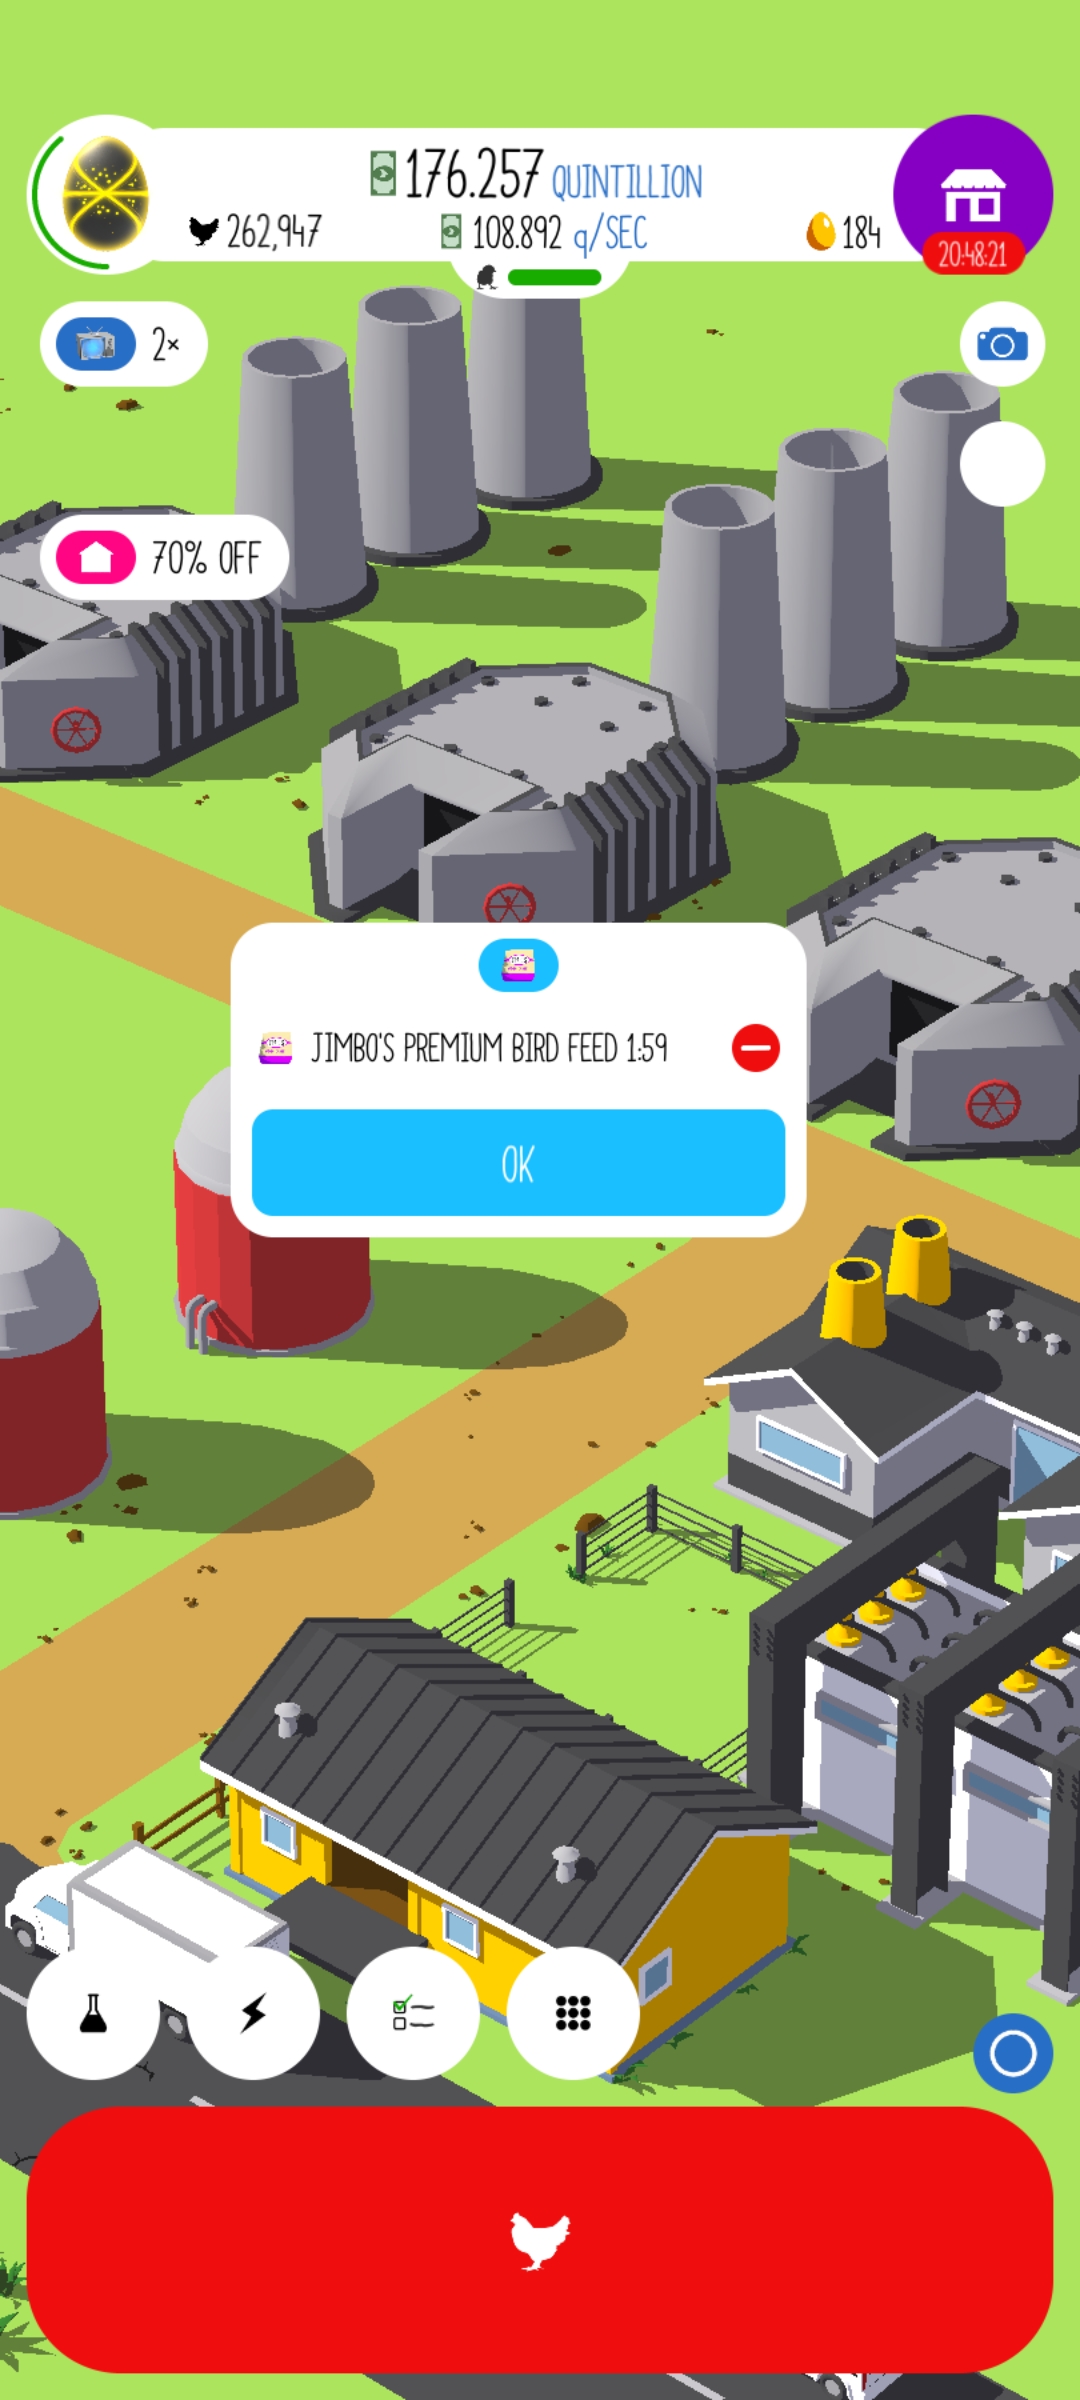 176.257 QUINTILLION
262,947
108.892 q/SEC
184
20:48:21
2×
70% OFF
JIMBO'S PREMIUM BIRD FEED 1:59
OK